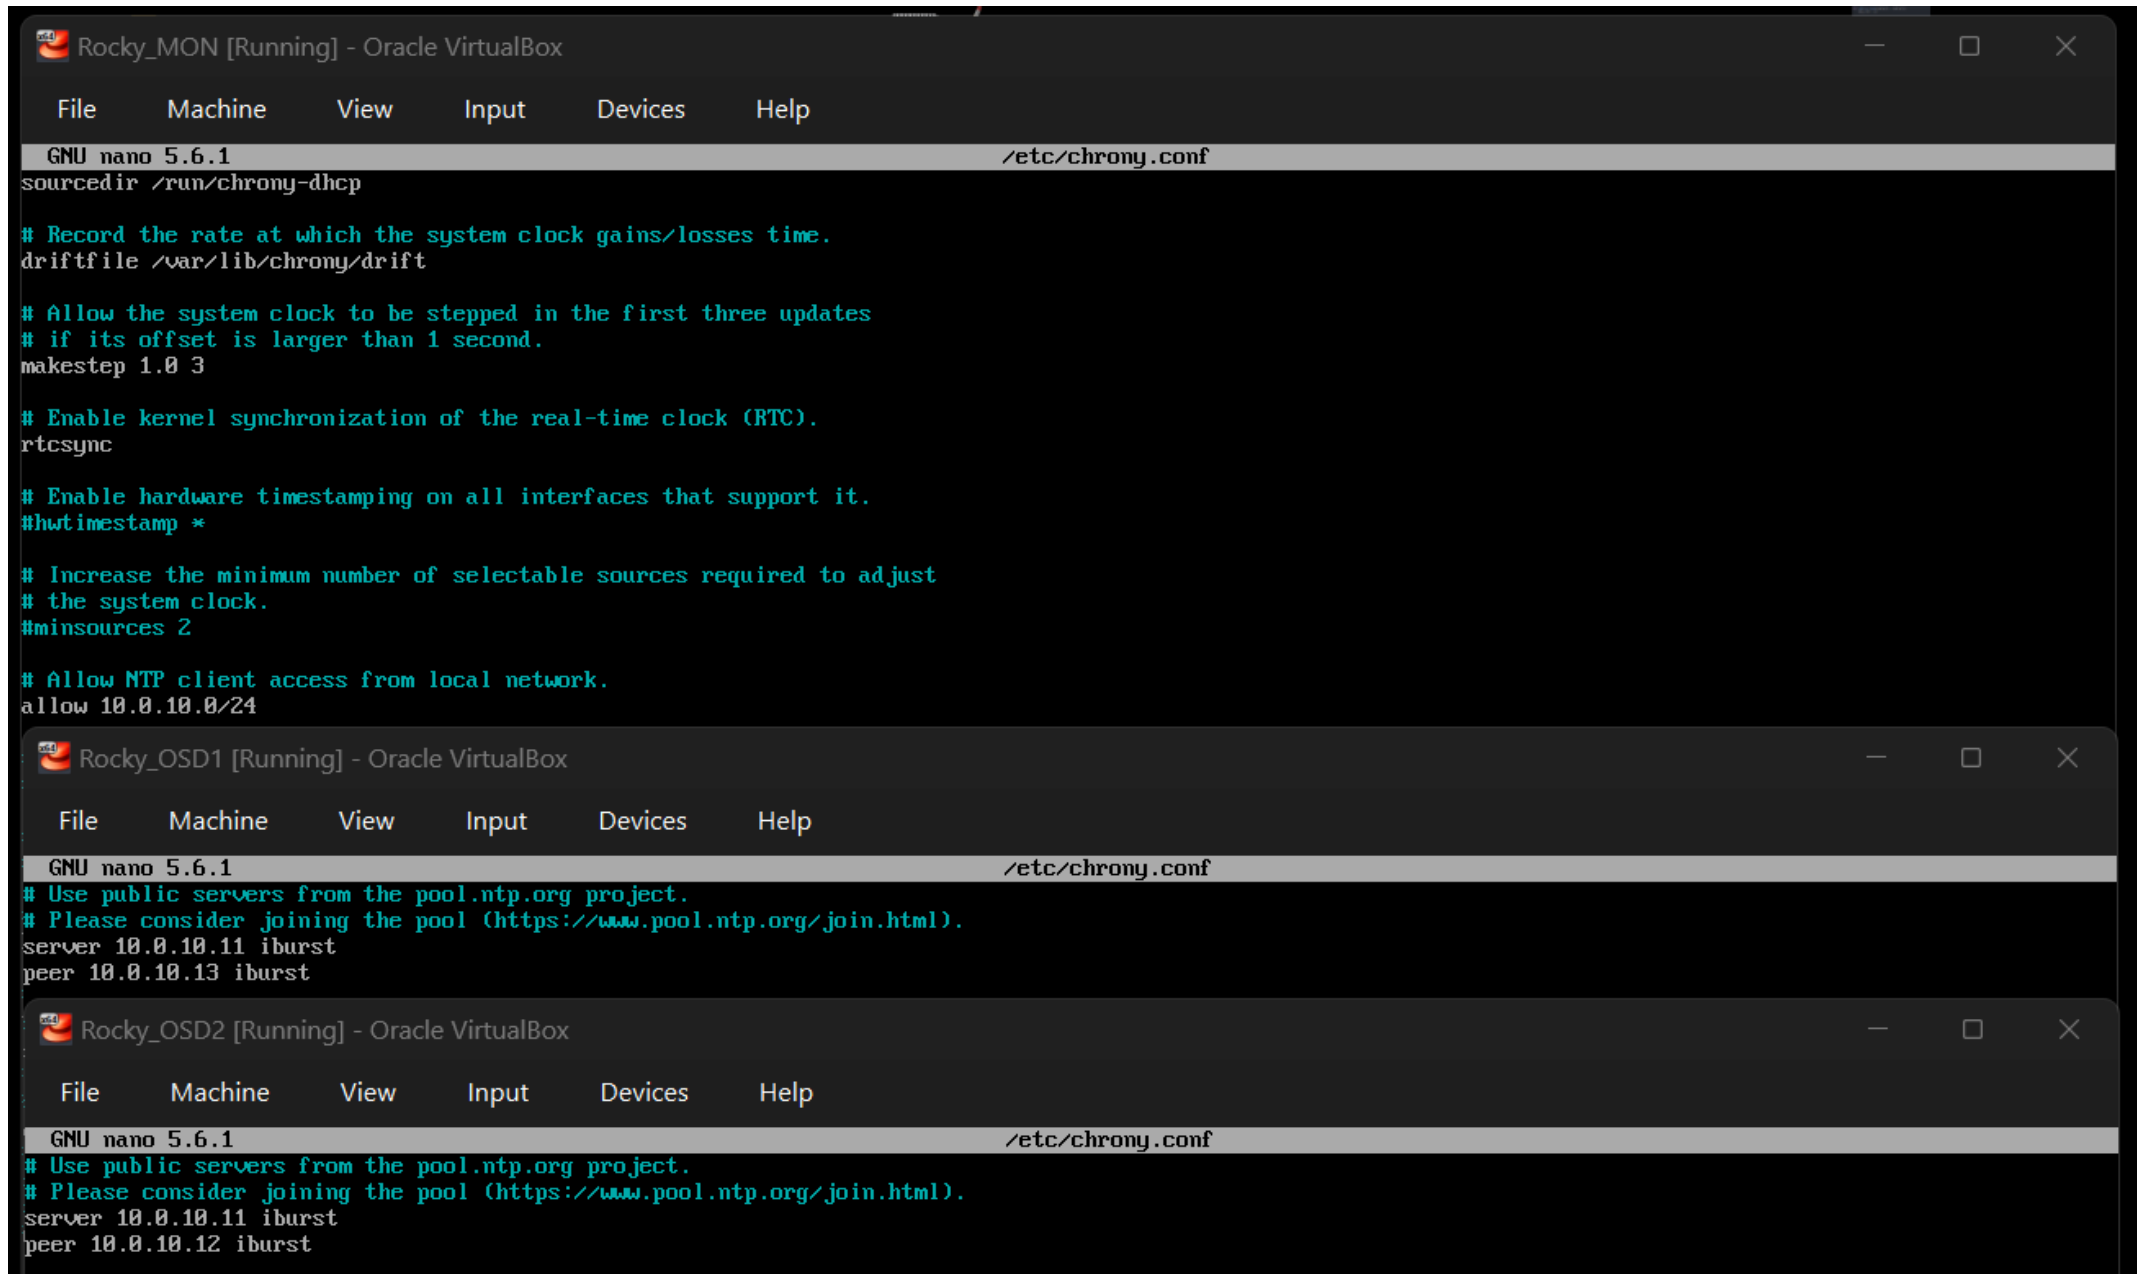 Rocky_MON [Running] - Oracle VirtualBox
File Machine View Input Devices Help
GNU nano 5.6.1 /etc/chrony.conf
sourcedir /run/chrony-dhcp
# Record the rate at which the system clock gains/losses time.
driftfile /var/lib/chrony/drift
# Allow the system clock to be stepped in the first three updates
# if its offset is larger than 1 second.
makestep 1.0 3
# Enable kernel synchronization of the real-time clock (RTC).
rtcsync
# Enable hardware timestamping on all interfaces that support it.
#hwtimestamp *
# Increase the minimum number of selectable sources required to adjust
# the system clock.
#minsources 2
# Allow NTP client access from local network.
allow 10.0.10.0/24
Rocky_OSD1 [Running] - Oracle VirtualBox
File Machine View Input Devices Help
GNU nano 5.6.1 /etc/chrony.conf
# Use public servers from the pool.ntp.org project.
# Please consider joining the pool (https://www.pool.ntp.org/join.html).
server 10.0.10.11 iburst
peer 10.0.10.13 iburst
Rocky_OSD2 [Running] - Oracle VirtualBox
File Machine View Input Devices Help
GNU nano 5.6.1 /etc/chrony.conf
# Use public servers from the pool.ntp.org project.
# Please consider joining the pool (https://www.pool.ntp.org/join.html).
server 10.0.10.11 iburst
peer 10.0.10.12 iburst